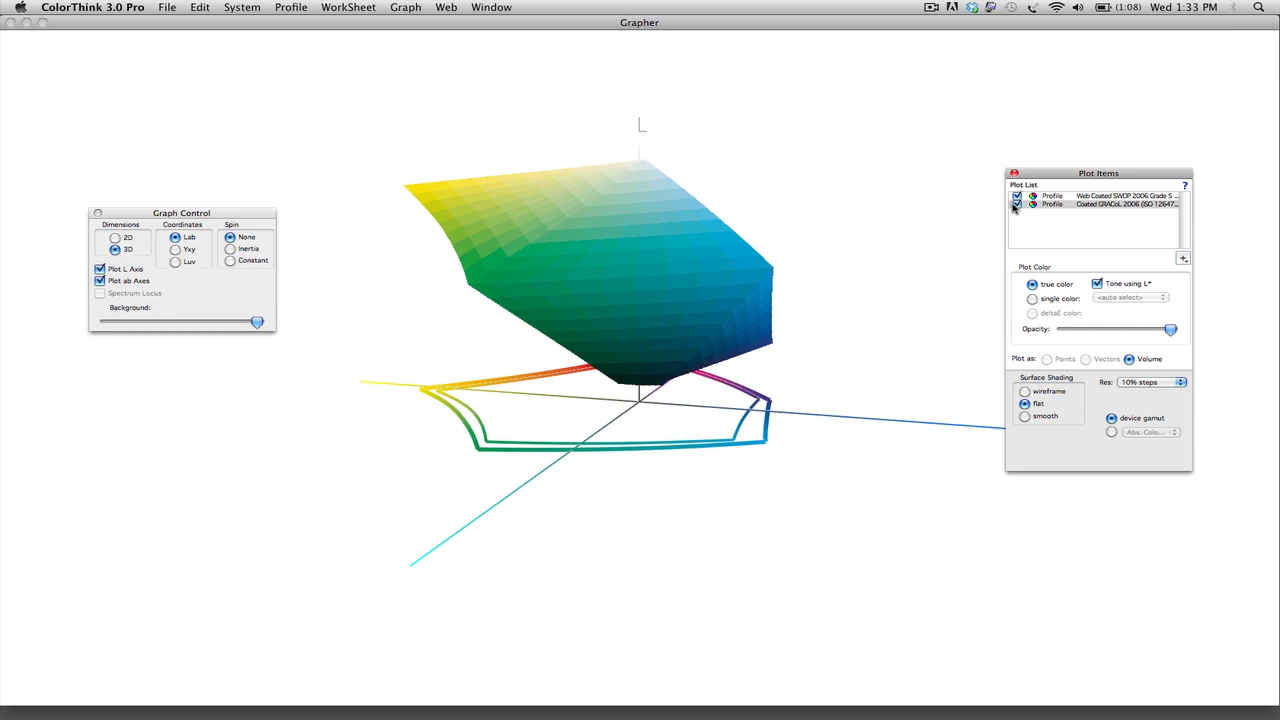 ColorThink 3.0 Pro File Edit System Profile WorkSheet Graph Web Window (1:08) Wed 1:33 PM
Grapher
L
Graph Control
Dimensions Coordinates Spin
2D Lab None
3D Yxy Inertia
Luv Constant
Plot L Axis
Plot ab Axes
Spectrum Locus
Background:
Plot Items
Plot List ?
Profile Web Coated SWOP 2006 Grade 5 ...
Profile Coated GRACoL 2006 (ISO 12647...
+
Plot Color
true color Tone using L*
single color: <auto select>
deltaE color:
Opacity:
Plot as: Points Vectors Volume
Surface Shading Res: 10% steps
wireframe
flat
smooth
device gamut
Abs. Colo...